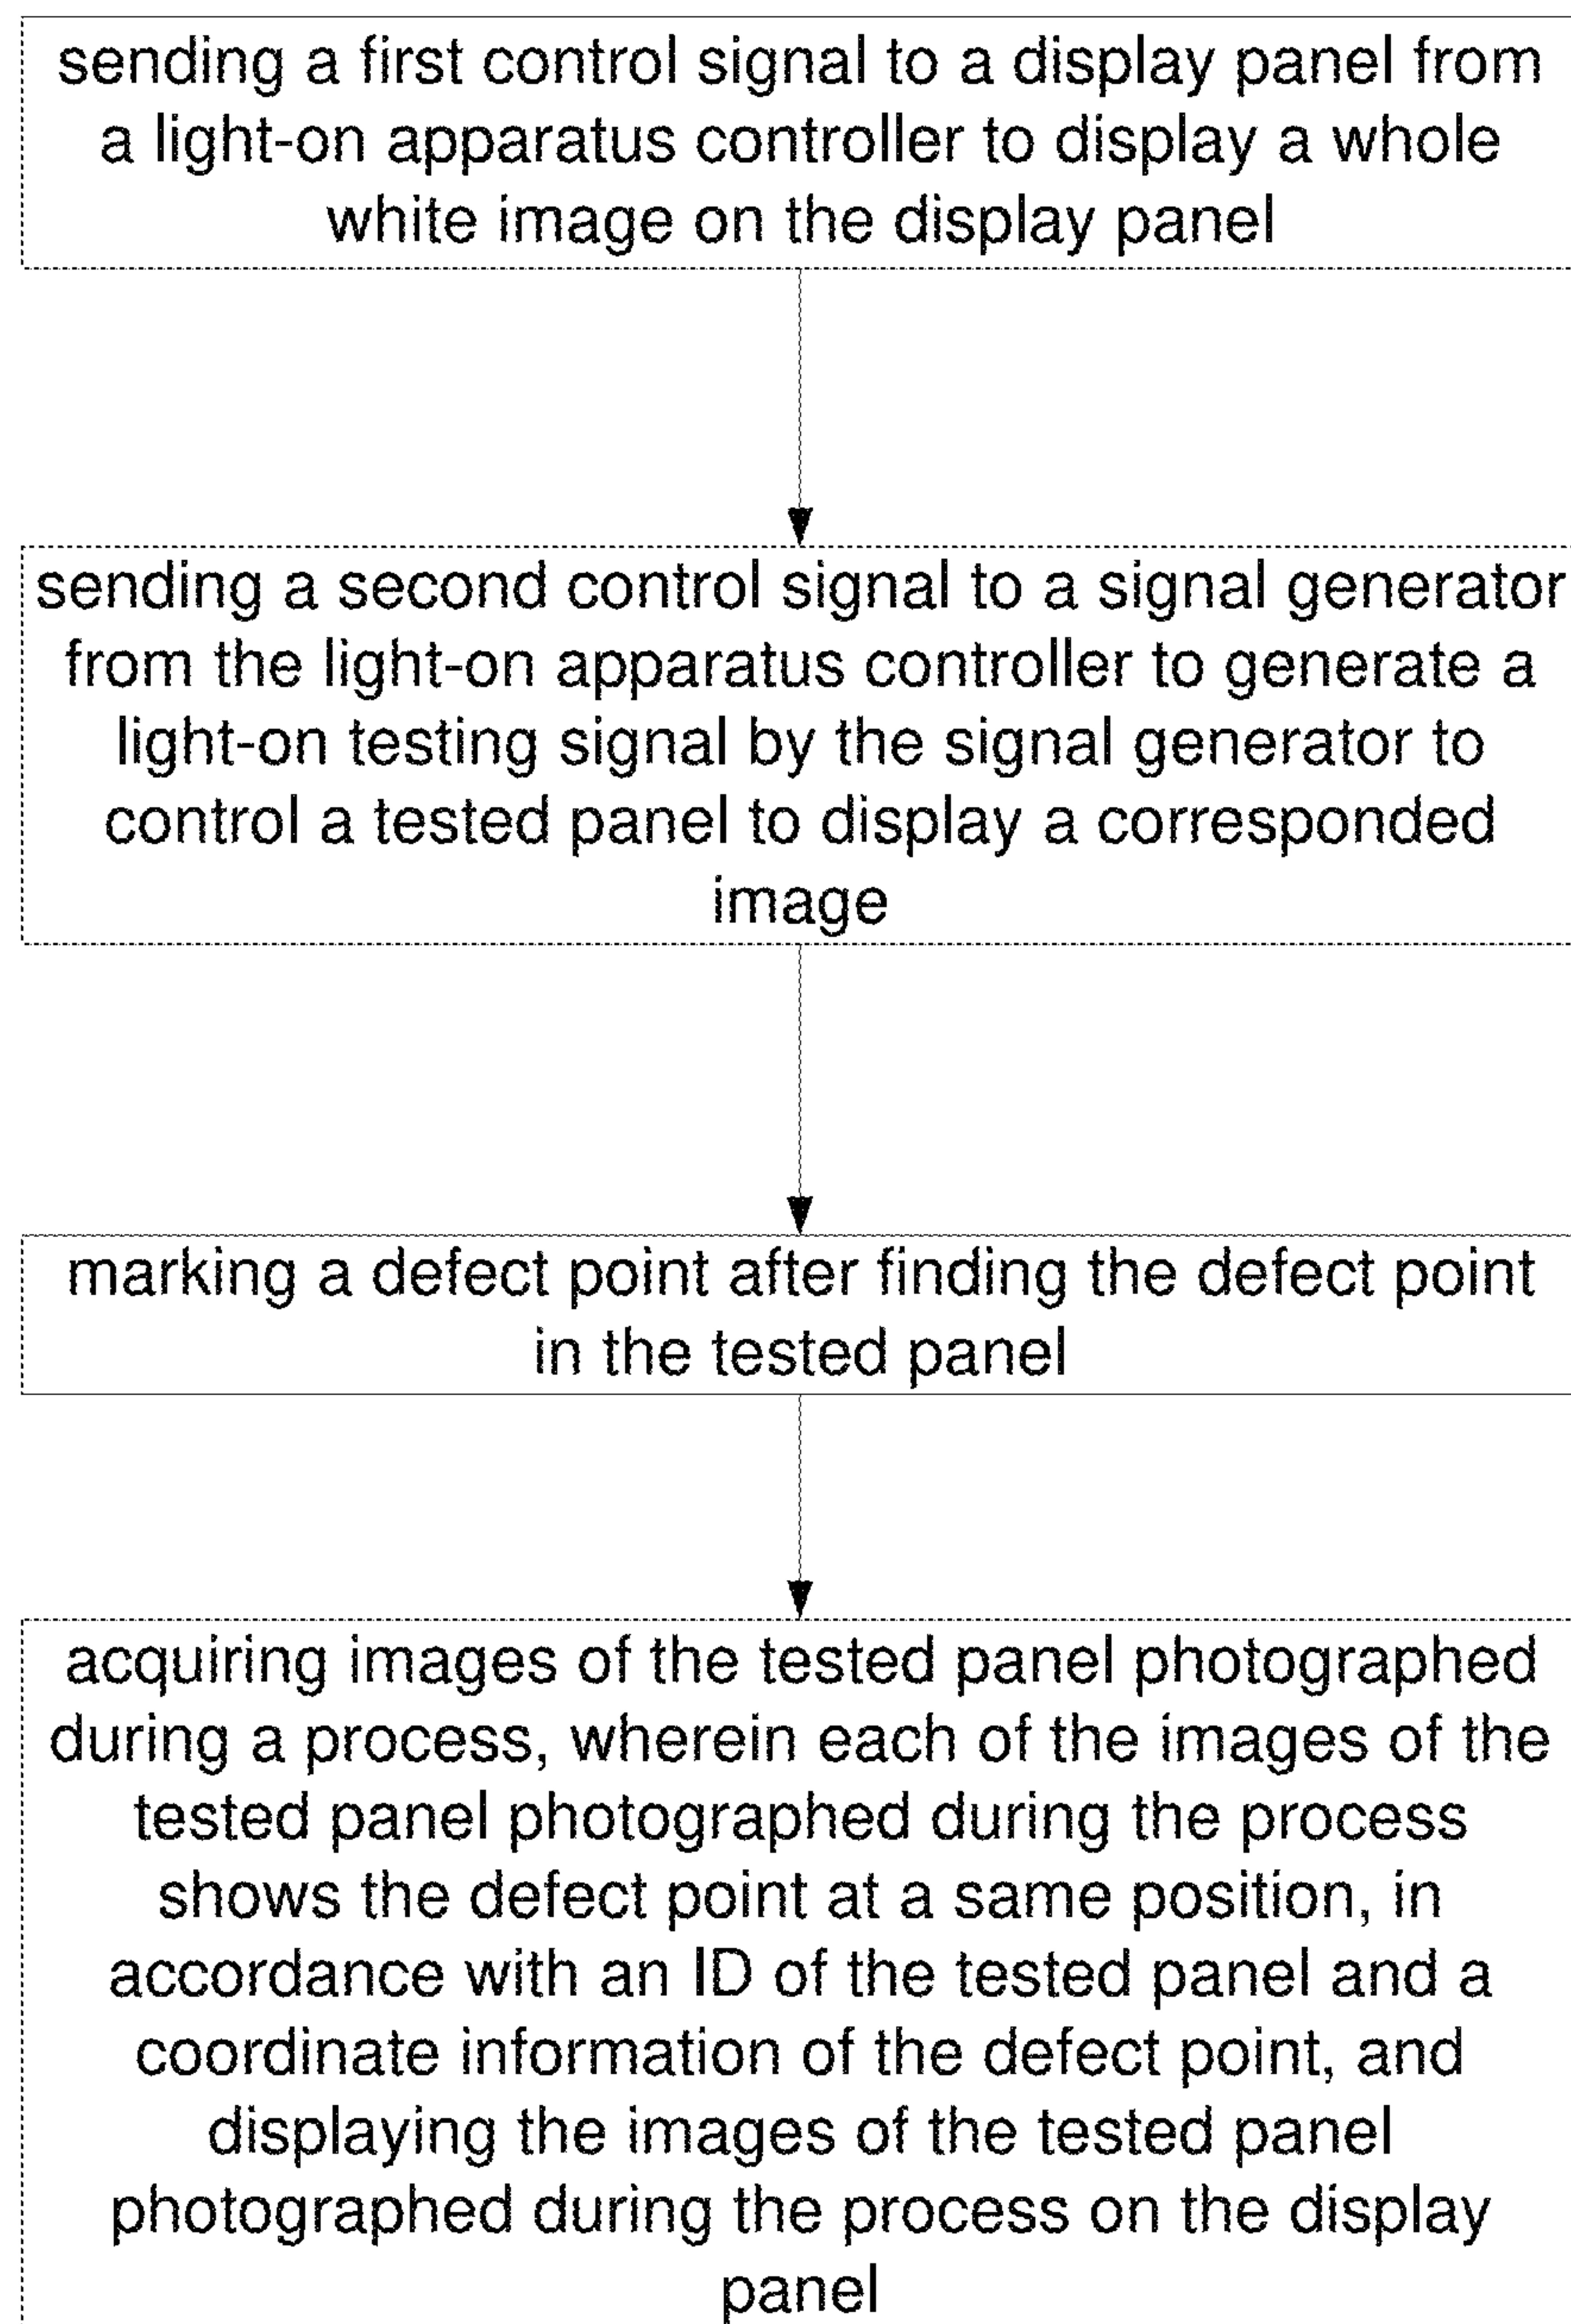 sending a first control signal to a display panel from
a light-on apparatus controller to display a whole
white image on the display panel
sending a second control signal to a signal generator
from the light-on apparatus controller to generate a
light-on testing signal by the signal generator to
control a tested panel to display a corresponded
image
marking a defect point after finding the defect point
in the tested panel
acquiring images of the tested panel photographed
during a process, wherein each of the images of the
tested panel photographed during the process
shows the defect point at a same position, in
accordance with an ID of the tested panel and a
coordinate information of the defect point, and
displaying the images of the tested panel
photographed during the process on the display
panel